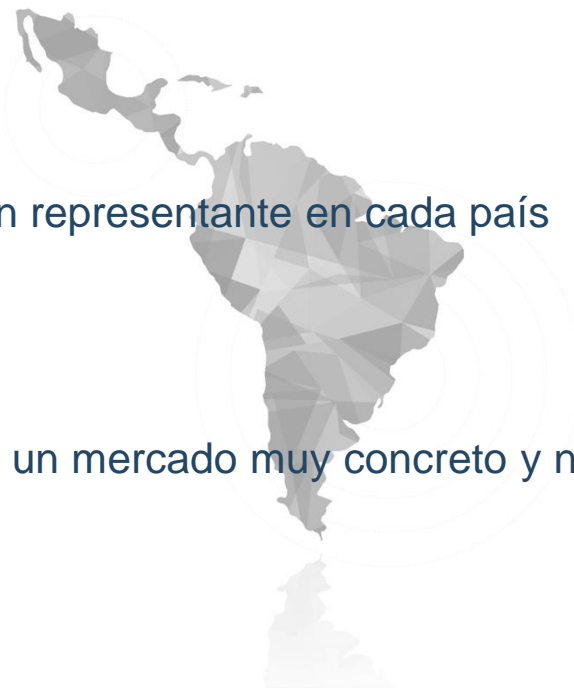 n representante en cada país
un mercado muy concreto y n